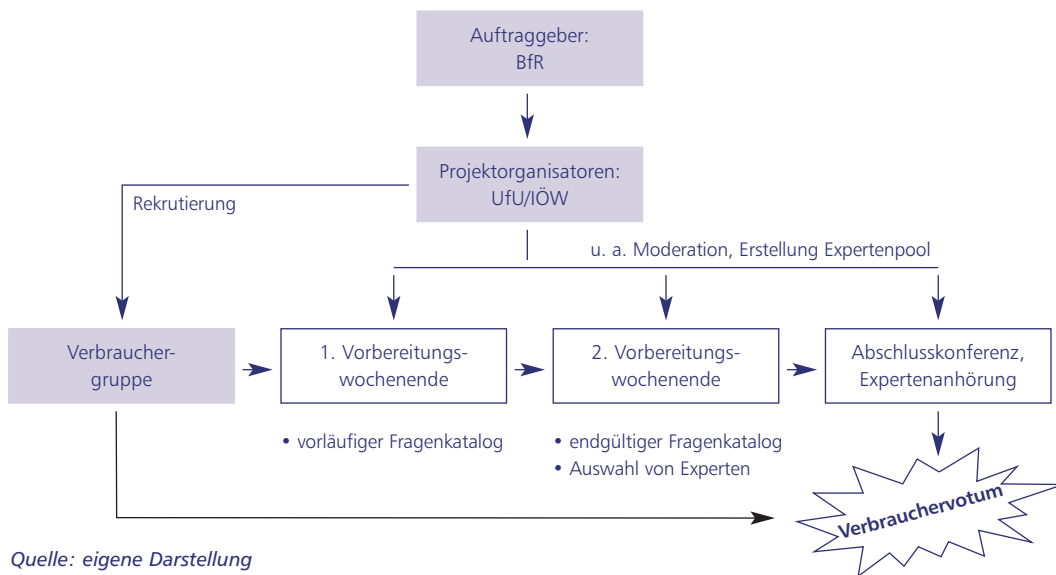 Auftraggeber:
BfR
Projektorganisatoren:
UfU/IÖW
Rekrutierung
u. a. Moderation, Erstellung Expertenpool
Verbraucher-
gruppe
1. Vorbereitungs-
wochenende
2. Vorbereitungs-
wochenende
Abschlusskonferenz,
Expertenanhörung
• vorläufiger Fragenkatalog
• endgültiger Fragenkatalog
• Auswahl von Experten
Verbrauchervotum
Quelle: eigene Darstellung